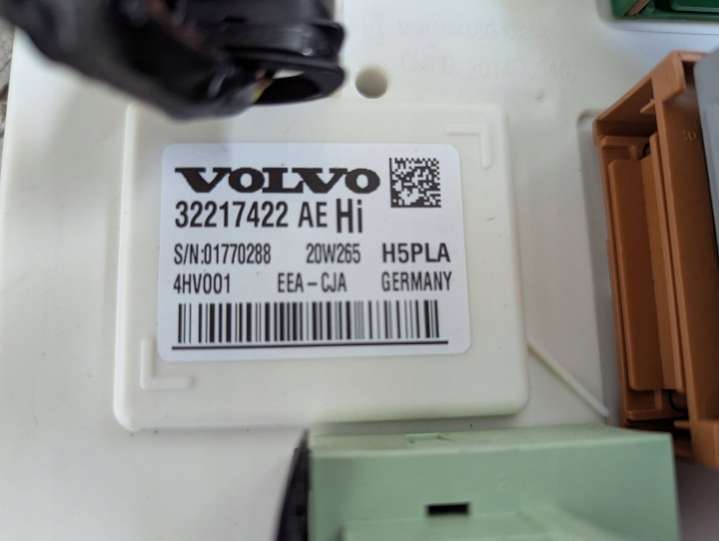 VOLVO
32217422 AE Hi
S/N:01770288 20W265 H5PLA
4HV001 EEA-CJA GERMANY